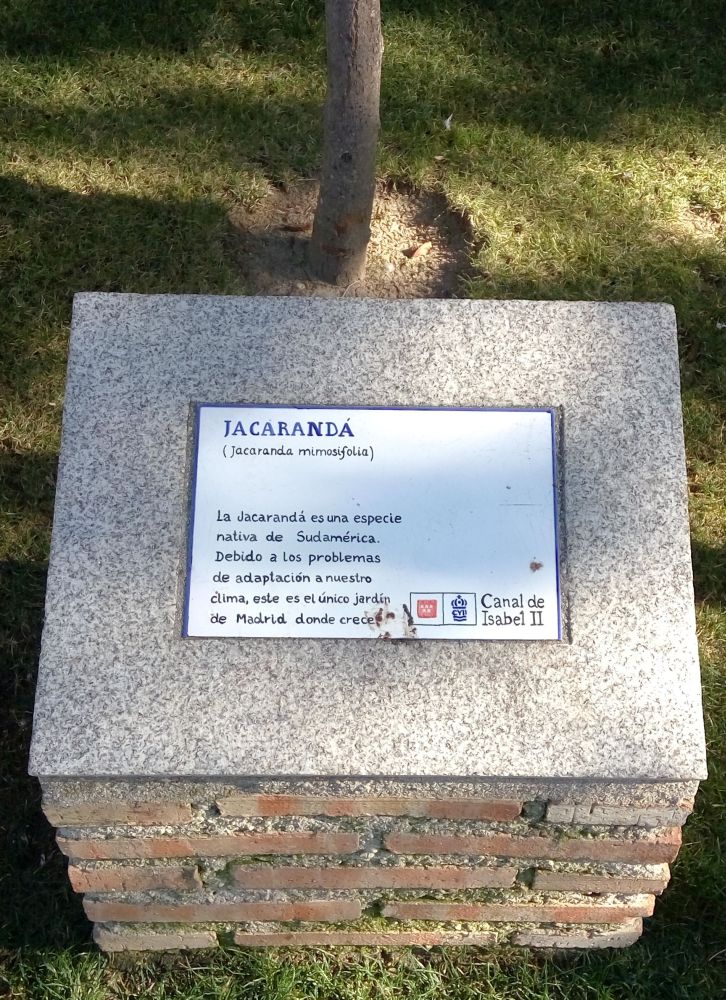 JACARANDÁ
(Jacaranda mimosifolia)
La Jacarandá es una especie
nativa de Sudamérica.
Debido a los problemas
de adaptación a nuestro
clima, este es el único jardín
de Madrid donde crece
CYII
Canal de
Isabel II